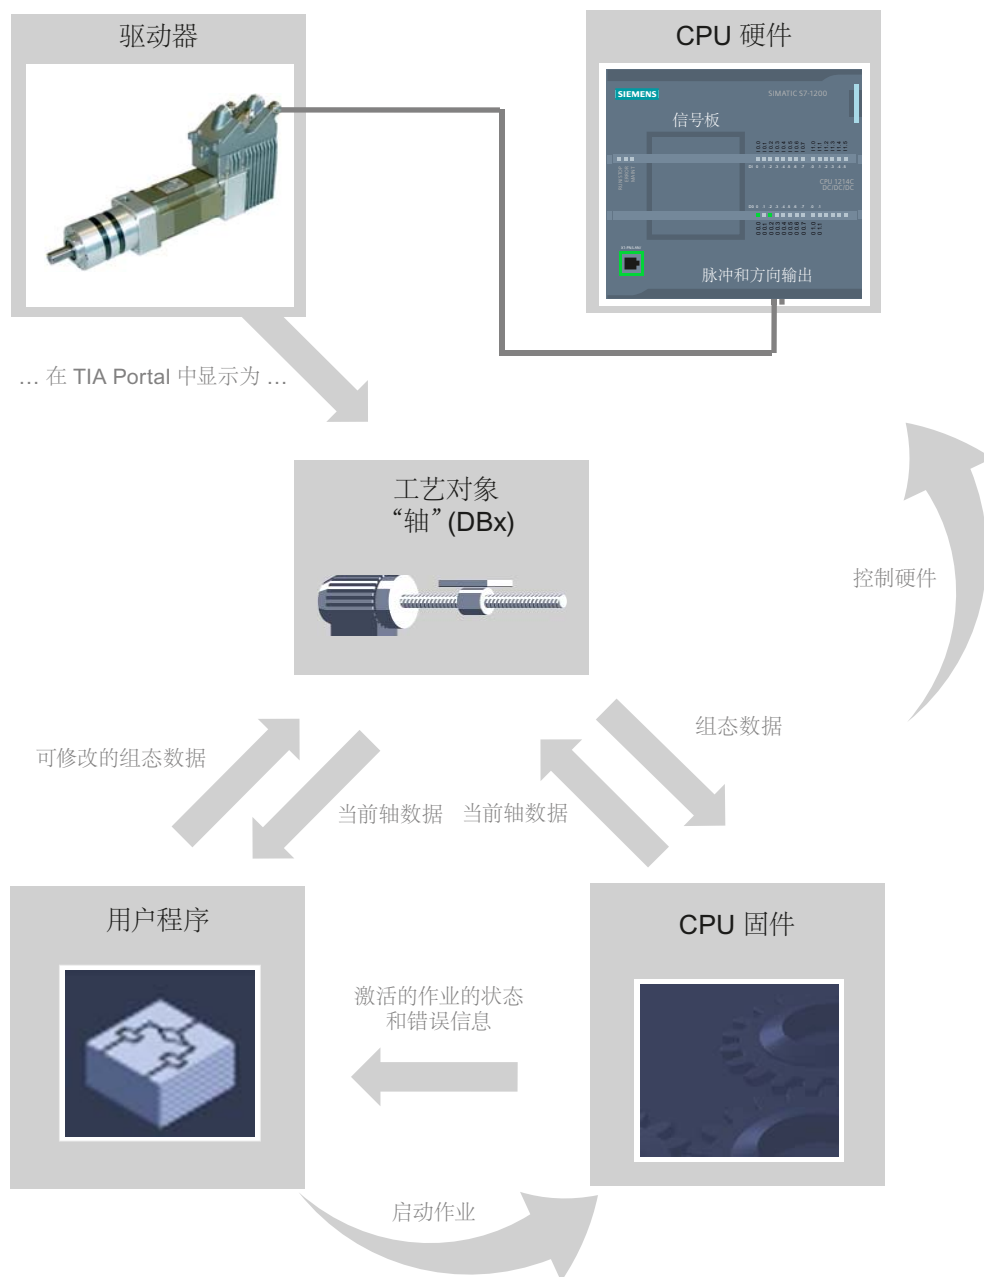 驱动器
CPU 硬件
SIEMENS
SIMATIC S7-1200
信号板
CPU 1214C
DC/DC/DC
脉冲和方向输出
… 在 TIA Portal 中显示为 …
工艺对象
“轴” (DBx)
控制硬件
组态数据
可修改的组态数据
当前轴数据
当前轴数据
用户程序
CPU 固件
激活的作业的状态
和错误信息
启动作业